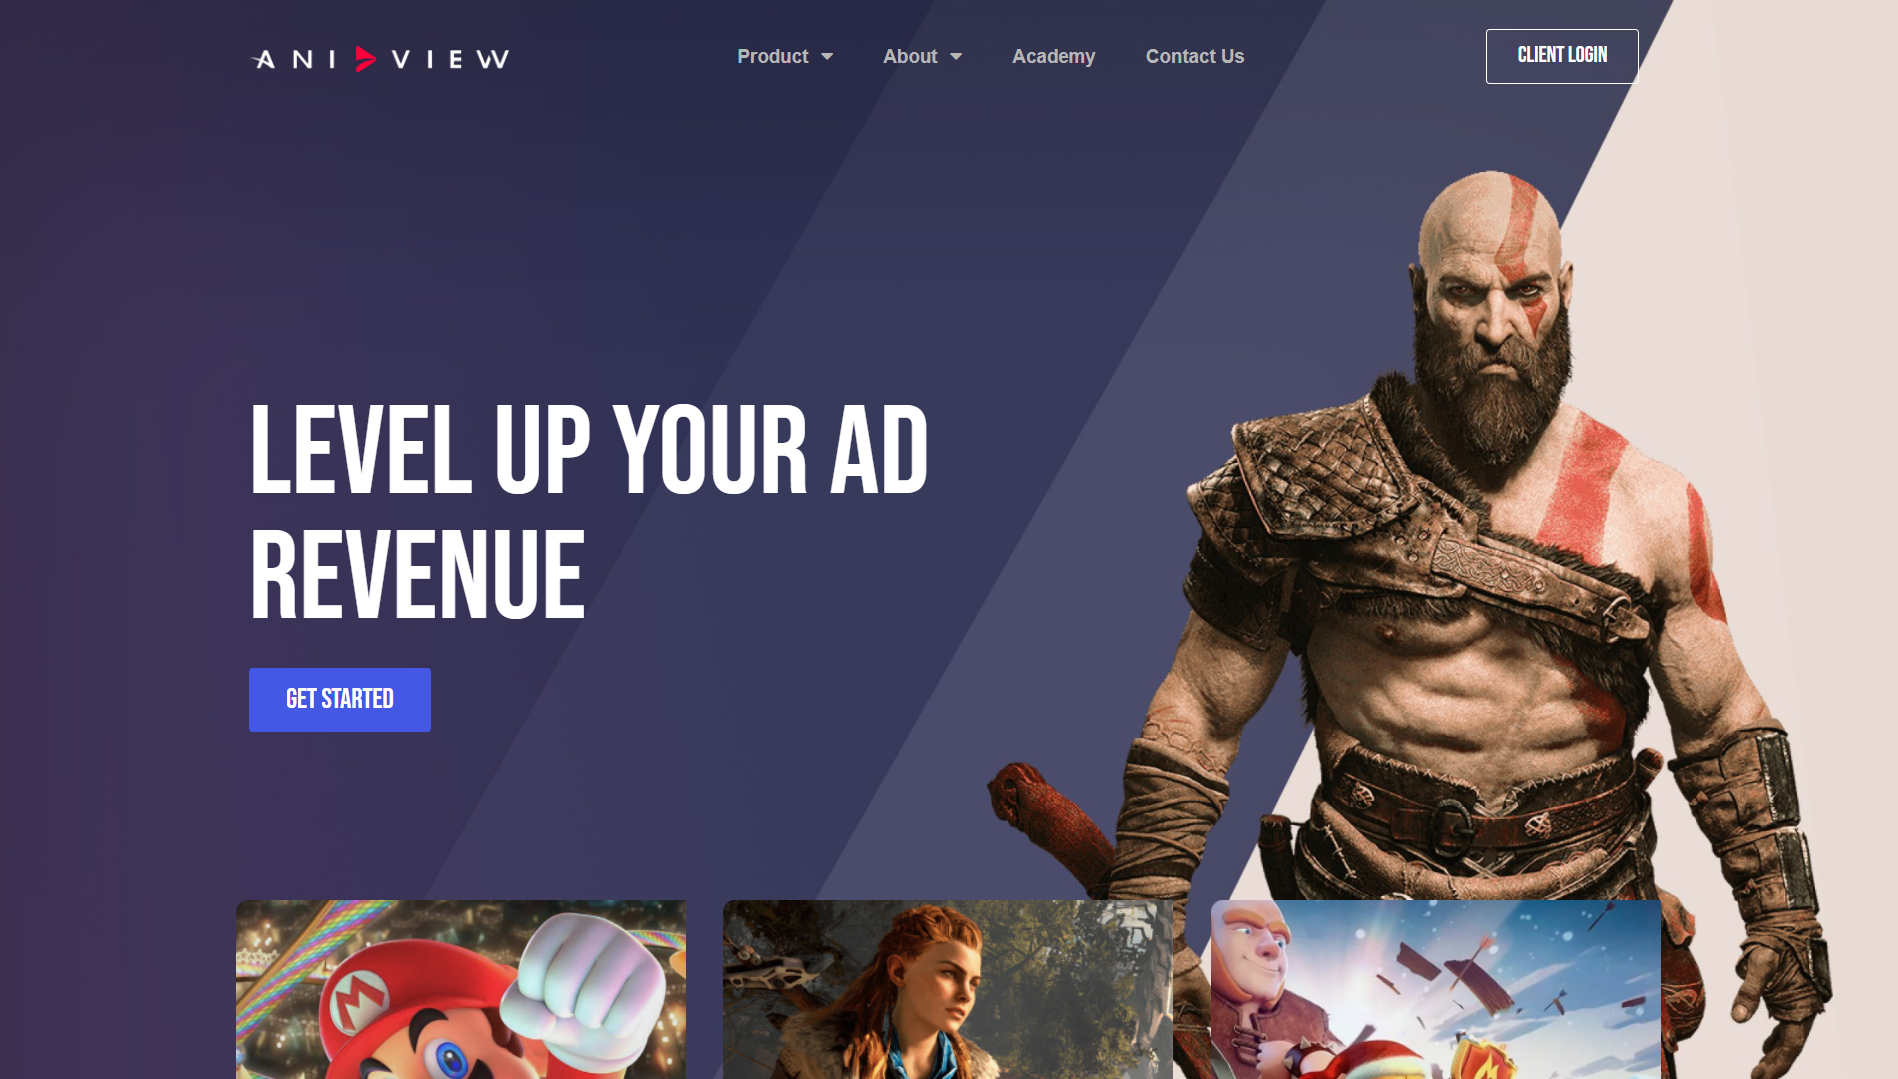 ANIVIEW
Product
About
Academy
Contact Us
CLIENT LOGIN
LEVEL UP YOUR AD
REVENUE
GET STARTED
M